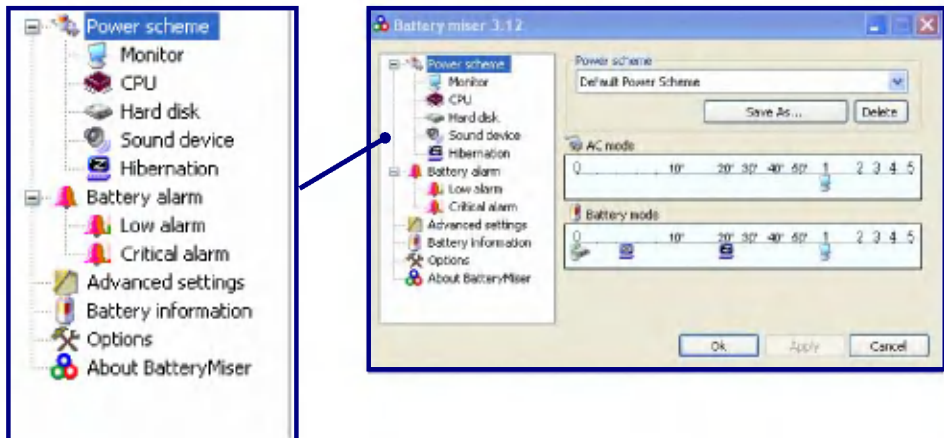 Power scheme
Monitor
CPU
Hard disk
Sound device
Hibernation
Battery alarm
Low alarm
Critical alarm
Advanced settings
Battery information
Options
About BatteryMiser
Battery miser 3.12
Power scheme
Monitor
CPU
Hard disk
Sound device
Hibernation
Battery alarm
Low alarm
Critical alarm
Advanced settings
Battery information
Options
About BatteryMiser
Power scheme
Default Power Scheme
Save As...
Delete
AC mode
0 10' 20' 30' 40' 50' 1 2 3 4 5
Battery mode
0 10' 20' 30' 40' 50' 1 2 3 4 5
Ok Apply Cancel